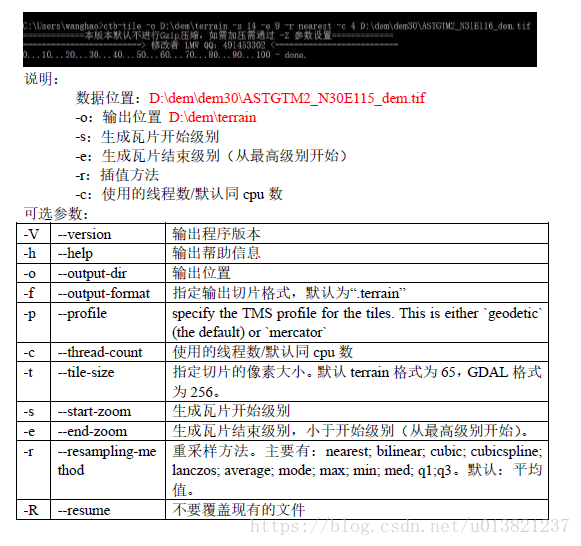 C:\Users\wanghao>ctb-tile -o D:\dem\terrain -s 14 -e 9 -r nearest -c 4 D:\dem\dem30\ASTGTM2_N31E116_dem.tif
=============本版本默认不进行Gzip压缩，如需加压需通过 -Z 参数设置=============
========================> 修改者 LMV QQ：491453302 <========================
0...10...20...30...40...50...60...70...80...90...100 - done.
说明：
数据位置：D:\dem\dem30\ASTGTM2_N30E115_dem.tif
-o：输出位置 D:\dem\terrain
-s：生成瓦片开始级别
-e：生成瓦片结束级别（从最高级别开始）
-r：插值方法
-c：使用的线程数/默认同 cpu 数
可选参数：
-V --version 输出程序版本
-h --help 输出帮助信息
-o --output-dir 输出位置
-f --output-format 指定输出切片格式，默认为“.terrain”
-p --profile specify the TMS profile for the tiles. This is either `geodetic`
(the default) or `mercator`
-c --thread-count 使用的线程数/默认同 cpu 数
-t --tile-size 指定切片的像素大小。默认 terrain 格式为 65，GDAL 格式
为 256。
-s --start-zoom 生成瓦片开始级别
-e --end-zoom 生成瓦片结束级别，小于开始级别（从最高级别开始）。
-r --resampling-me 重采样方法。主要有：nearest; bilinear; cubic; cubicspline;
thod lanczos; average; mode; max; min; med; q1;q3。默认：平均
值。
-R --resume 不要覆盖现有的文件
https://blog.csdn.net/u013821237